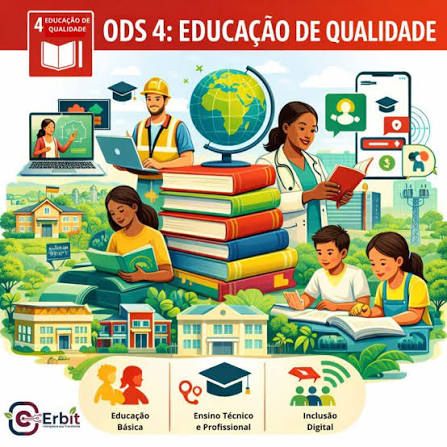 4 EDUCAÇÃO DE
QUALIDADE
ODS 4: EDUCAÇÃO DE QUALIDADE
Erbit
Educação
Básica
Ensino Técnico
e Profissional
Inclusão
Digital